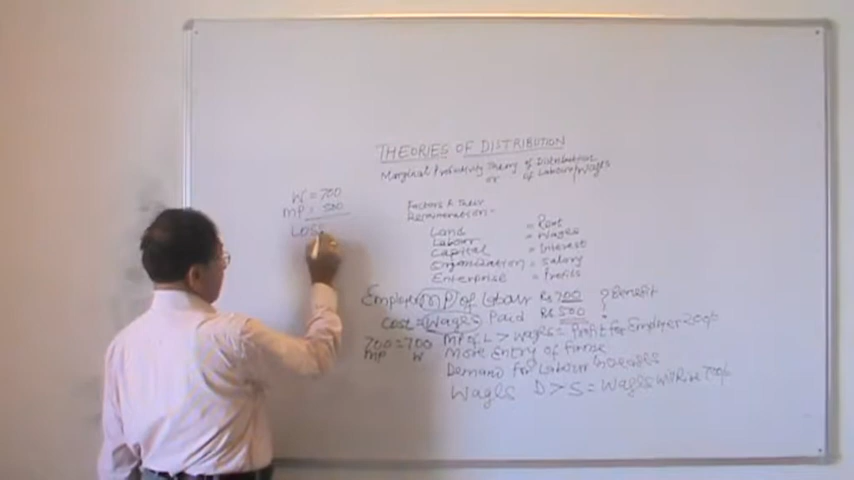 THEORIES OF DISTRIBUTION
Marginal Productivity Theory of Distribution
or of Labour/Wages
W = 700
MP = 500
LOSS
Factors & Their
Remuneration =
Land = Rent
Labour = Wages
Capital = Interest
Organization = Salary
Enterprise = Profits
Employer MP of Labour Rs 700 ? Benefit
Cost = Wages Paid Rs 500
700 = 700 MP of L > Wages = Profit for Employer 200/-
MP W More Entry of firms
Demand for Labour increases
Wages D > S = Wages will rise 700/-